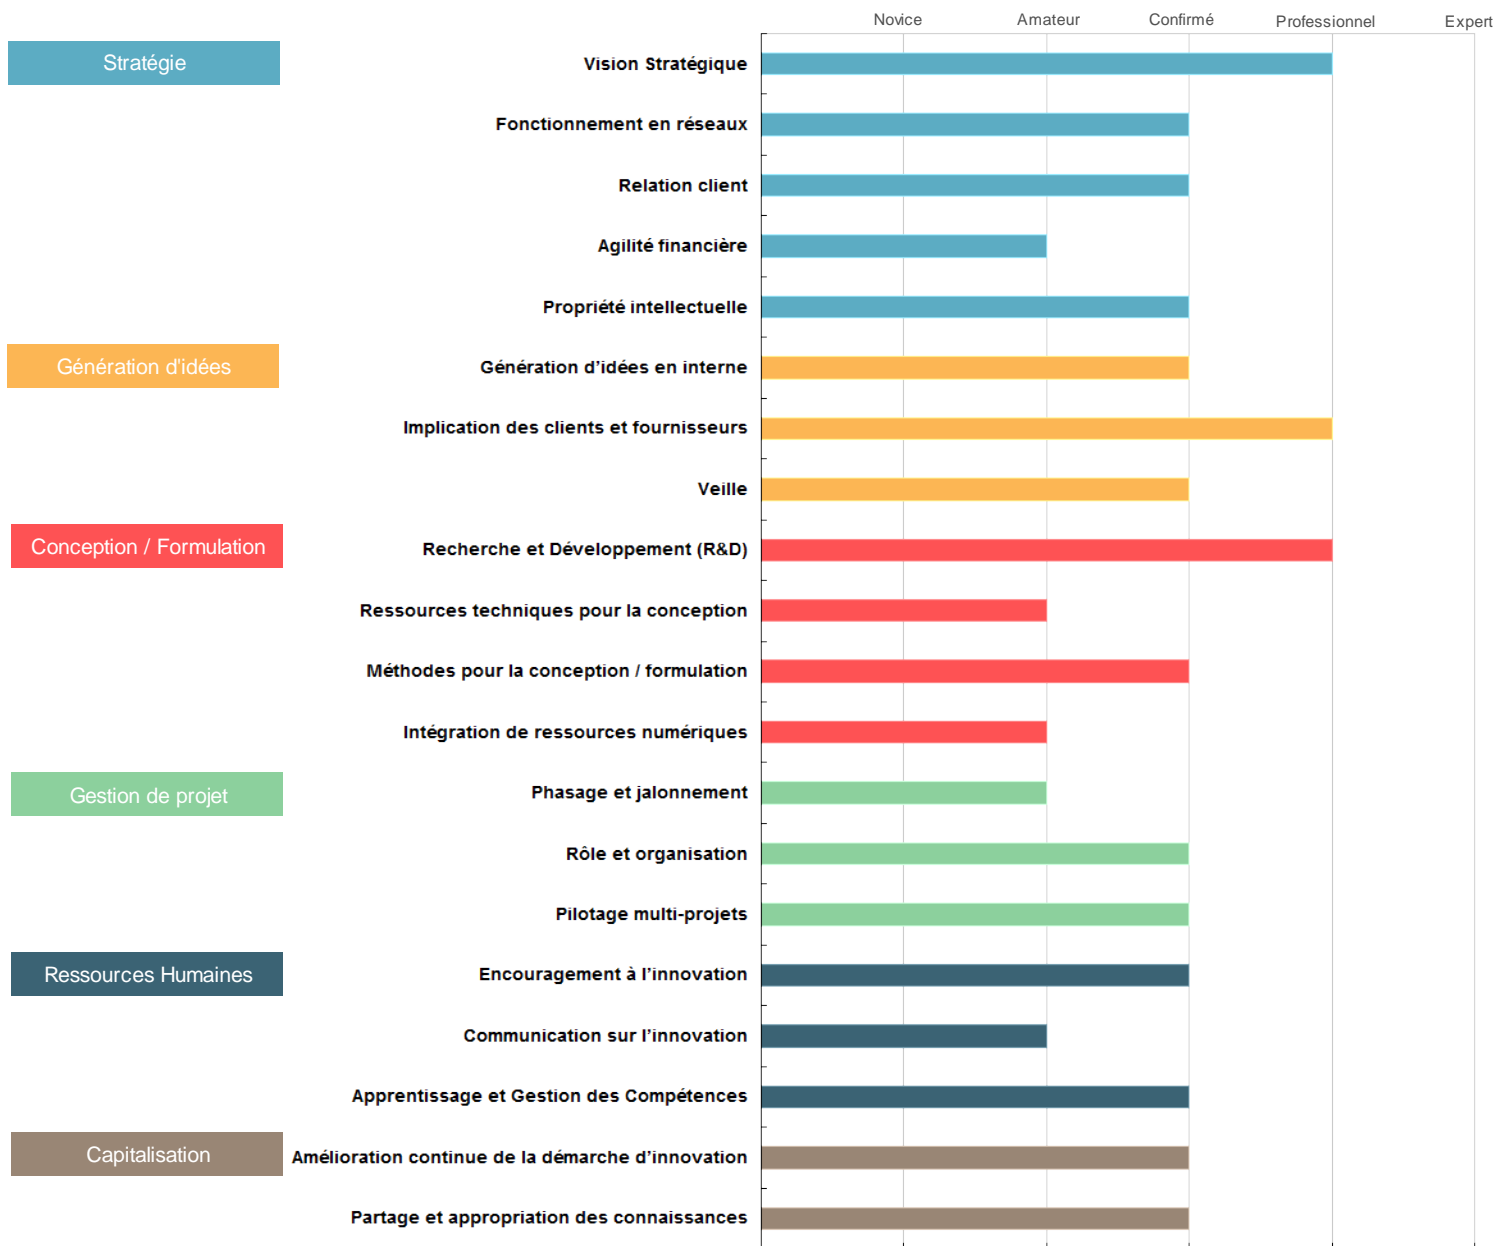 Novice Amateur Confirmé Professionnel Expert
Stratégie
Vision Stratégique
Fonctionnement en réseaux
Relation client
Agilité financière
Propriété intellectuelle
Génération d'idées
Génération d’idées en interne
Implication des clients et fournisseurs
Veille
Conception / Formulation
Recherche et Développement (R&D)
Ressources techniques pour la conception
Méthodes pour la conception / formulation
Intégration de ressources numériques
Gestion de projet
Phasage et jalonnement
Rôle et organisation
Pilotage multi-projets
Ressources Humaines
Encouragement à l’innovation
Communication sur l’innovation
Apprentissage et Gestion des Compétences
Capitalisation
Amélioration continue de la démarche d’innovation
Partage et appropriation des connaissances